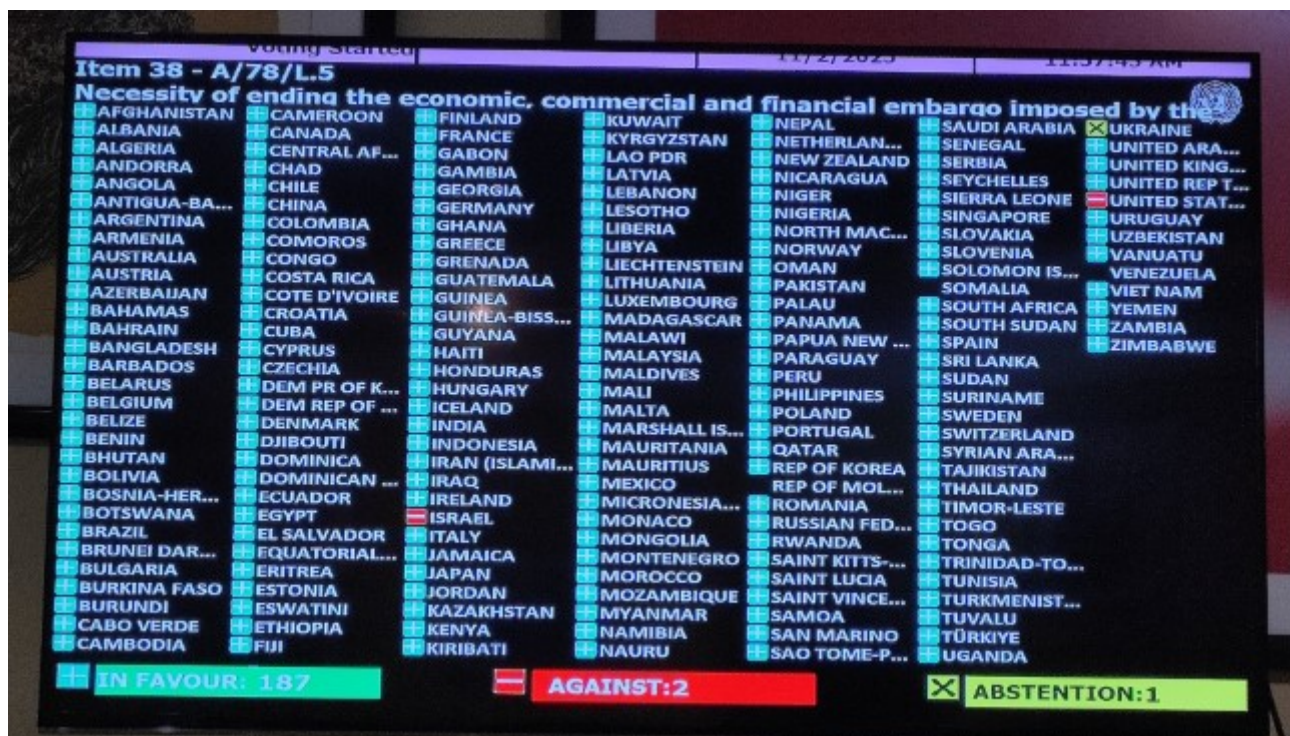 Voting Started
11/2/2023
AM
Item 38 - A/78/L.5
Necessity of ending the economic, commercial and financial embargo imposed by the
AFGHANISTAN
ALBANIA
ALGERIA
ANDORRA
ANGOLA
ANTIGUA-BA...
ARGENTINA
ARMENIA
AUSTRALIA
AUSTRIA
AZERBAIJAN
BAHAMAS
BAHRAIN
BANGLADESH
BARBADOS
BELARUS
BELGIUM
BELIZE
BENIN
BHUTAN
BOLIVIA
BOSNIA-HER...
BOTSWANA
BRAZIL
BRUNEI DAR...
BULGARIA
BURKINA FASO
BURUNDI
CABO VERDE
CAMBODIA
CAMEROON
CANADA
CENTRAL AF...
CHAD
CHILE
CHINA
COLOMBIA
COMOROS
CONGO
COSTA RICA
COTE D'IVOIRE
CROATIA
CUBA
CYPRUS
CZECHIA
DEM PR OF K...
DEM REP OF ...
DENMARK
DJIBOUTI
DOMINICA
DOMINICAN ...
ECUADOR
EGYPT
EL SALVADOR
EQUATORIAL...
ERITREA
ESTONIA
ESWATINI
ETHIOPIA
FIJI
FINLAND
FRANCE
GABON
GAMBIA
GEORGIA
GERMANY
GHANA
GREECE
GRENADA
GUATEMALA
GUINEA
GUINEA-BISS...
GUYANA
HAITI
HONDURAS
HUNGARY
ICELAND
INDIA
INDONESIA
IRAN (ISLAMI...
IRAQ
IRELAND
ISRAEL
ITALY
JAMAICA
JAPAN
JORDAN
KAZAKHSTAN
KENYA
KIRIBATI
KUWAIT
KYRGYZSTAN
LAO PDR
LATVIA
LEBANON
LESOTHO
LIBERIA
LIBYA
LIECHTENSTEIN
LITHUANIA
LUXEMBOURG
MADAGASCAR
MALAWI
MALAYSIA
MALDIVES
MALI
MALTA
MARSHALL IS...
MAURITANIA
MAURITIUS
MEXICO
MICRONESIA...
MONACO
MONGOLIA
MONTENEGRO
MOROCCO
MOZAMBIQUE
MYANMAR
NAMIBIA
NAURU
NEPAL
NETHERLAN...
NEW ZEALAND
NICARAGUA
NIGER
NIGERIA
NORTH MAC...
NORWAY
OMAN
PAKISTAN
PALAU
PANAMA
PAPUA NEW ...
PARAGUAY
PERU
PHILIPPINES
POLAND
PORTUGAL
QATAR
REP OF KOREA
REP OF MOL...
ROMANIA
RUSSIAN FED...
RWANDA
SAINT KITTS-...
SAINT LUCIA
SAINT VINCE...
SAMOA
SAN MARINO
SAO TOME-P...
SAUDI ARABIA
SENEGAL
SERBIA
SEYCHELLES
SIERRA LEONE
SINGAPORE
SLOVAKIA
SLOVENIA
SOLOMON IS...
SOMALIA
SOUTH AFRICA
SOUTH SUDAN
SPAIN
SRI LANKA
SUDAN
SURINAME
SWEDEN
SWITZERLAND
SYRIAN ARA...
TAJIKISTAN
THAILAND
TIMOR-LESTE
TOGO
TONGA
TRINIDAD-TO...
TUNISIA
TURKMENIST...
TUVALU
TÜRKIYE
UGANDA
UKRAINE
UNITED ARA...
UNITED KING...
UNITED REP T...
UNITED STAT...
URUGUAY
UZBEKISTAN
VANUATU
VENEZUELA
VIET NAM
YEMEN
ZAMBIA
ZIMBABWE
IN FAVOUR: 187
AGAINST:2
ABSTENTION:1